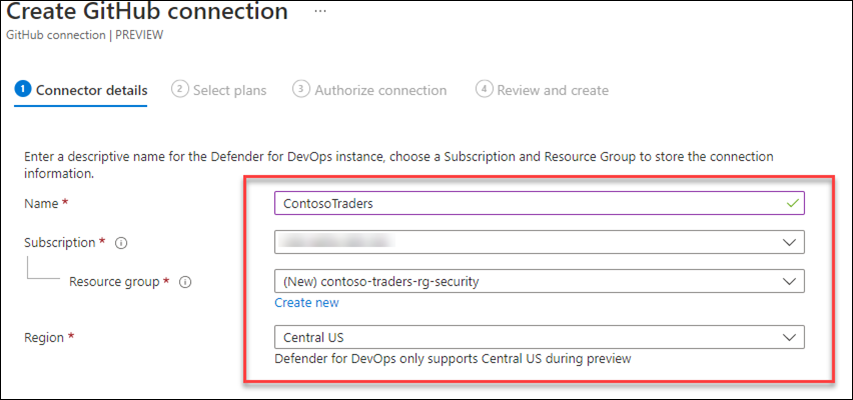 Create GitHub connection ...
GitHub connection | PREVIEW
1 Connector details 2 Select plans 3 Authorize connection 4 Review and create
Enter a descriptive name for the Defender for DevOps instance, choose a Subscription and Resource Group to store the connection
information.
Name * ContosoTraders
Subscription *
Resource group * (New) contoso-traders-rg-security
Create new
Region * Central US
Defender for DevOps only supports Central US during preview